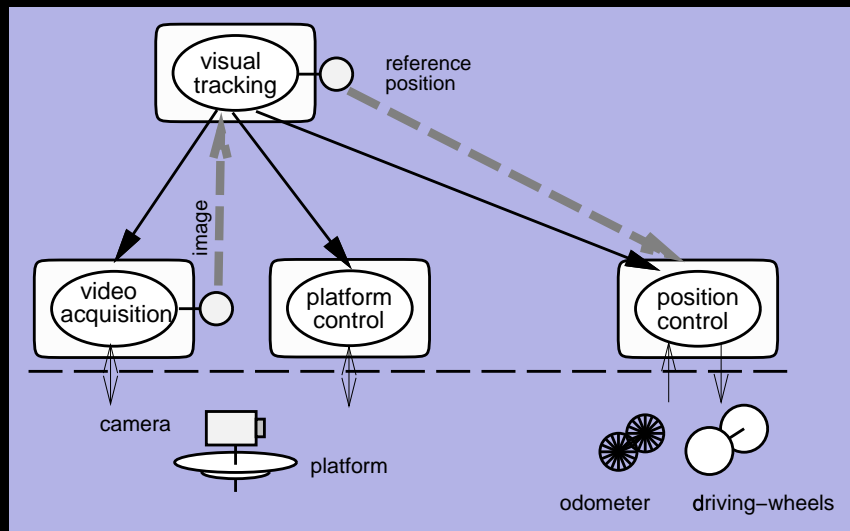 visual
tracking
reference
position
image
video
acquisition
platform
control
position
control
camera
platform
odometer
driving−wheels